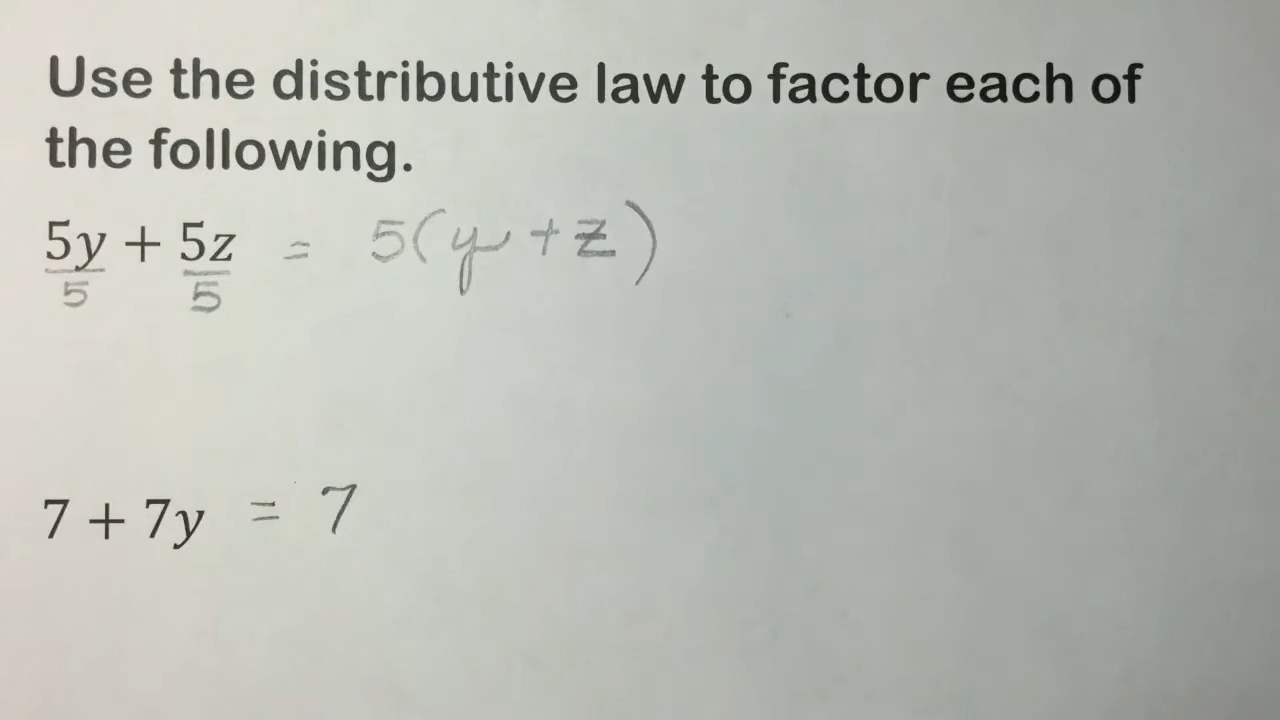 Use the distributive law to factor each of
the following.
5y + 5z = 5(y + z)
5 5
7 + 7y = 7